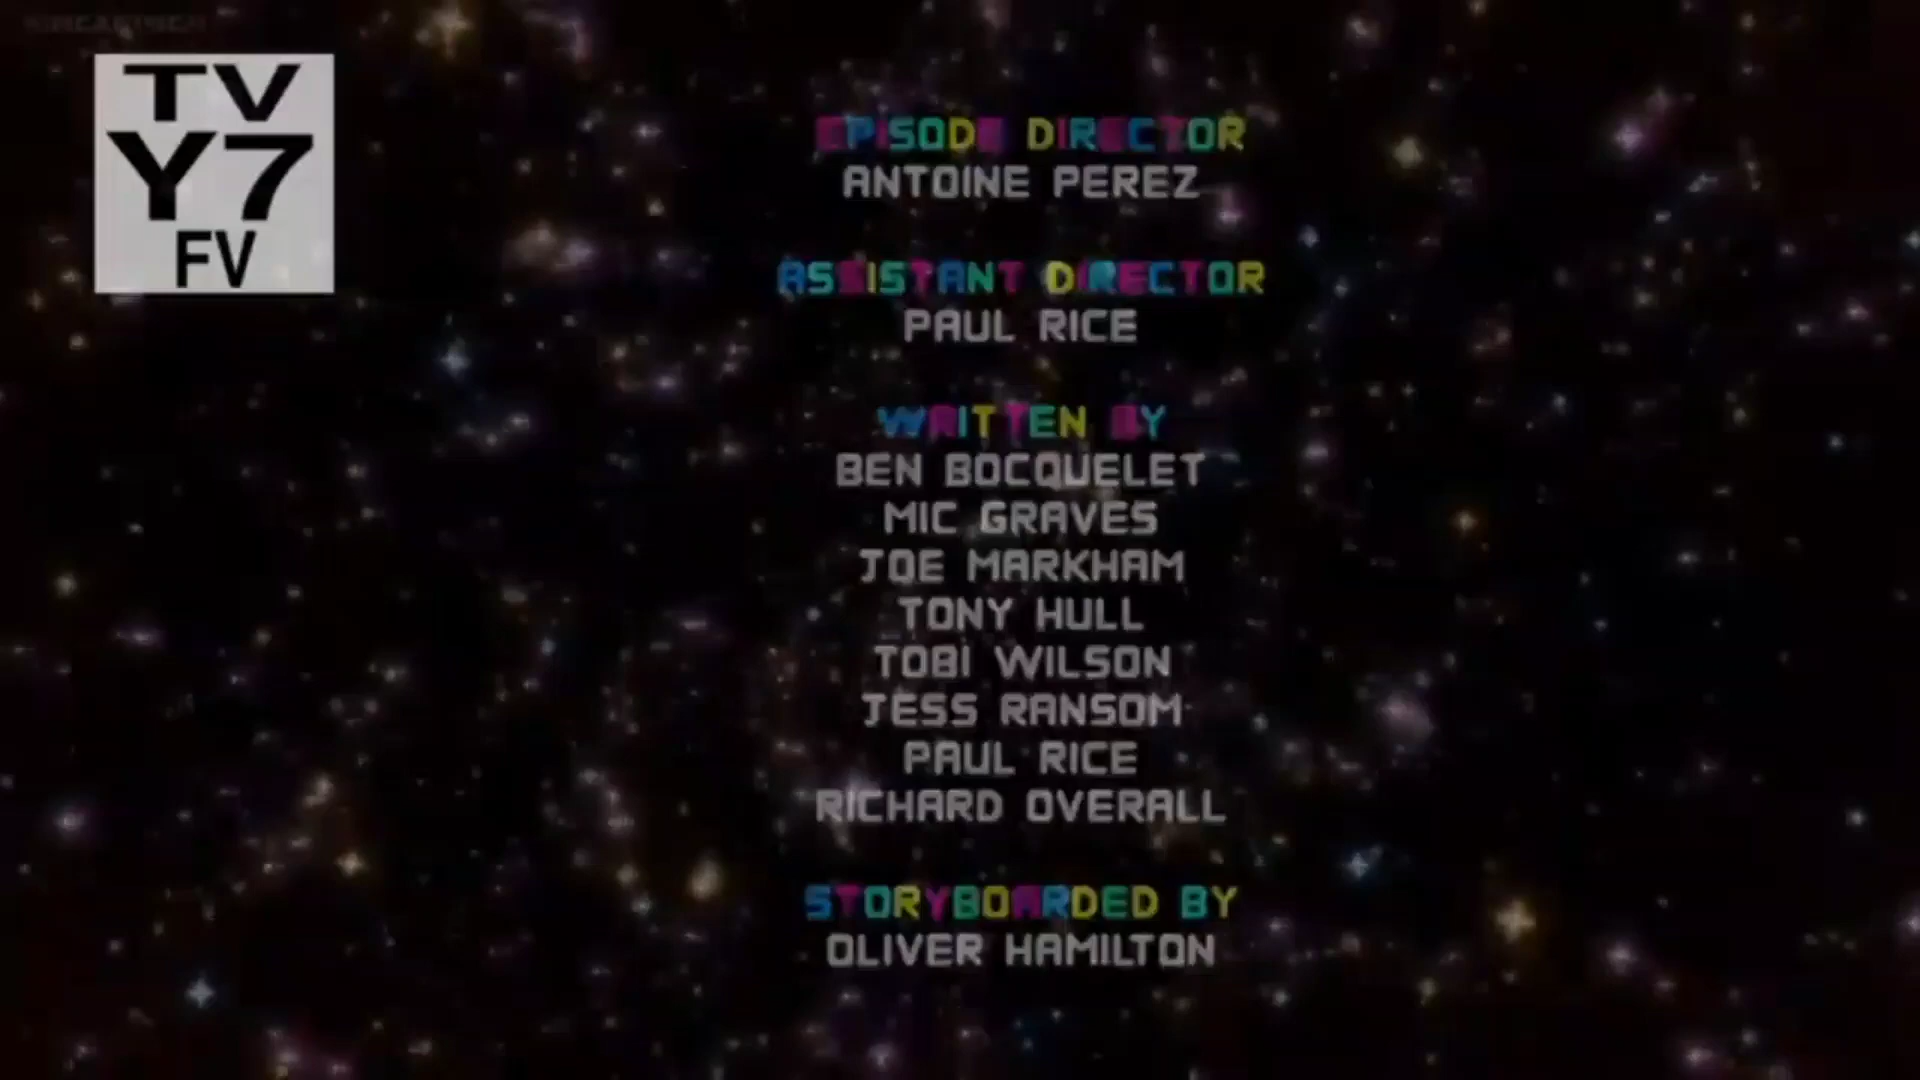 TV
Y7
FV
EPISODE DIRECTOR
ANTOINE PEREZ
ASSISTANT DIRECTOR
PAUL RICE
WRITTEN BY
BEN BOCQUELET
MIC GRAVES
JOE MARKHAM
TONY HULL
TOBI WILSON
JESS RANSOM
PAUL RICE
RICHARD OVERALL
STORYBOARDED BY
OLIVER HAMILTON